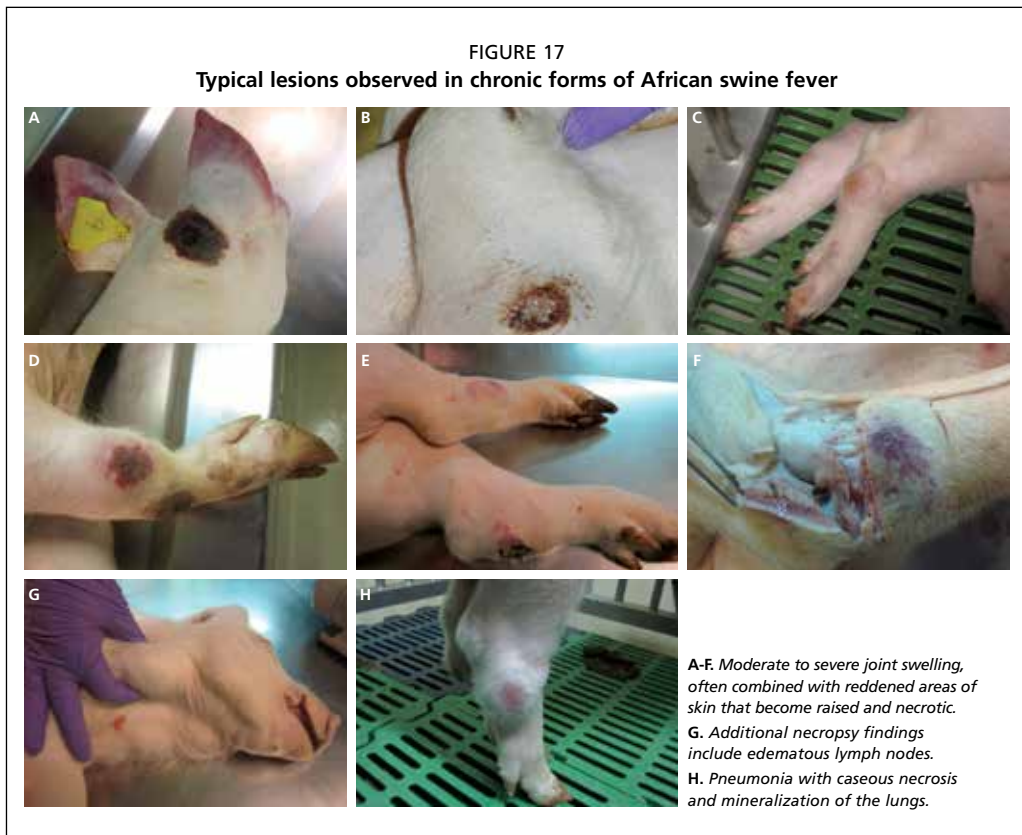 FIGURE 17
Typical lesions observed in chronic forms of African swine fever
A
B
C
D
E
F
G
H
A-F. Moderate to severe joint swelling,
often combined with reddened areas of
skin that become raised and necrotic.
G. Additional necropsy findings
include edematous lymph nodes.
H. Pneumonia with caseous necrosis
and mineralization of the lungs.